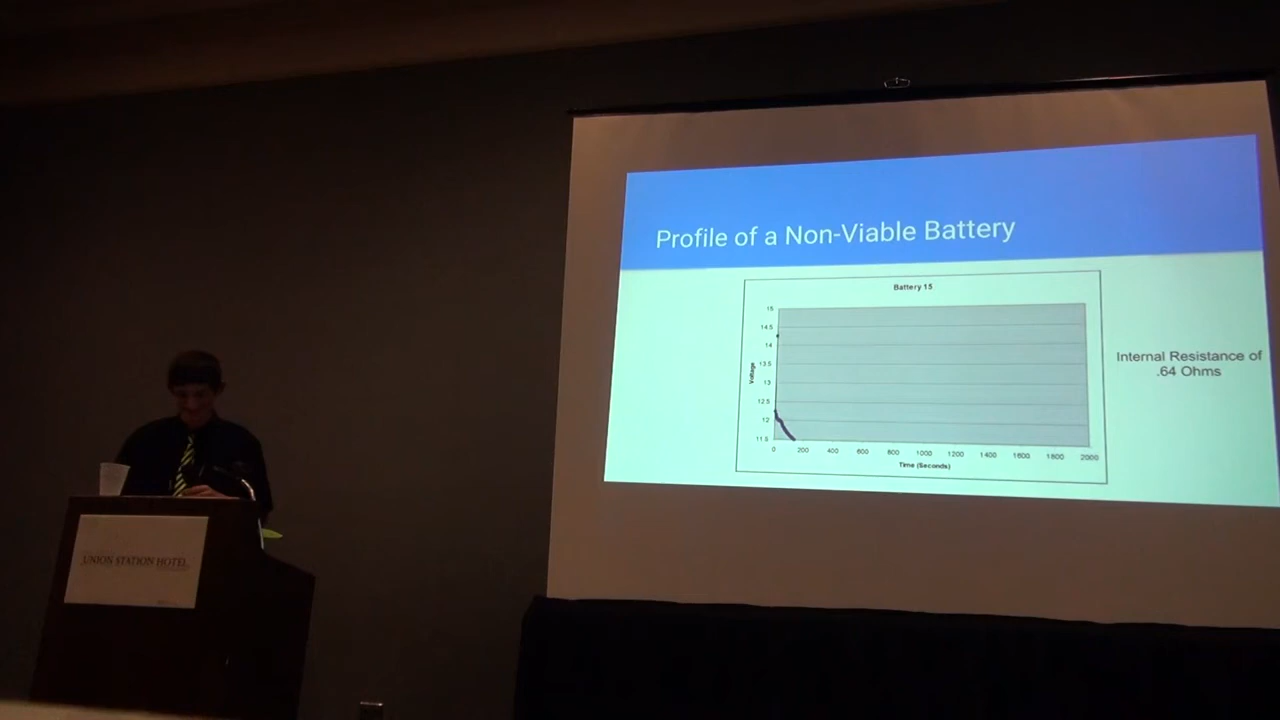 Profile of a Non-Viable Battery
Battery 15
15
14.5
14
13.5
13
12.5
12
11.5
Voltage
0 200 400 600 800 1000 1200 1400 1600 1800 2000
Time (Seconds)
Internal Resistance of
.64 Ohms
UNION STATION HOTEL